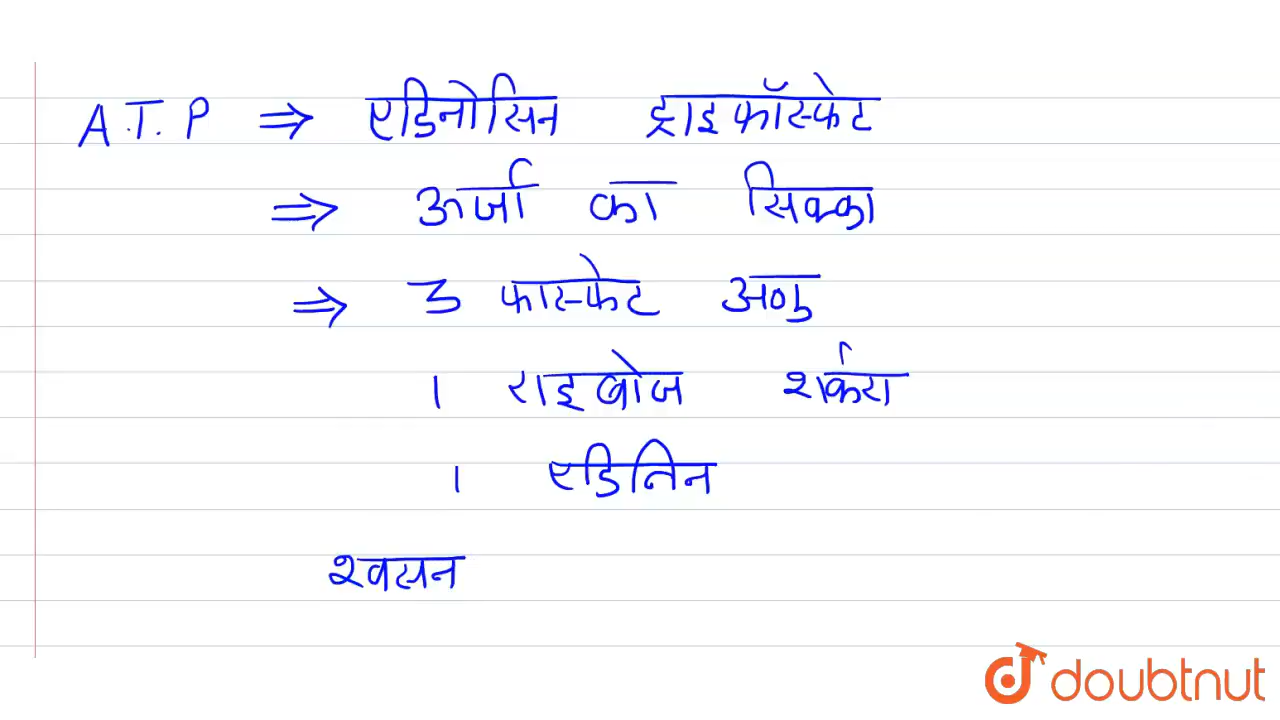 A.T.P ⇒ एडिनोसिन ट्राइफॉस्फेट
⇒ ऊर्जा का सिक्का
⇒ 3 फास्फेट अणु
1 राइबोज शर्करा
1 एडिनिन
श्वसन
doubtnut